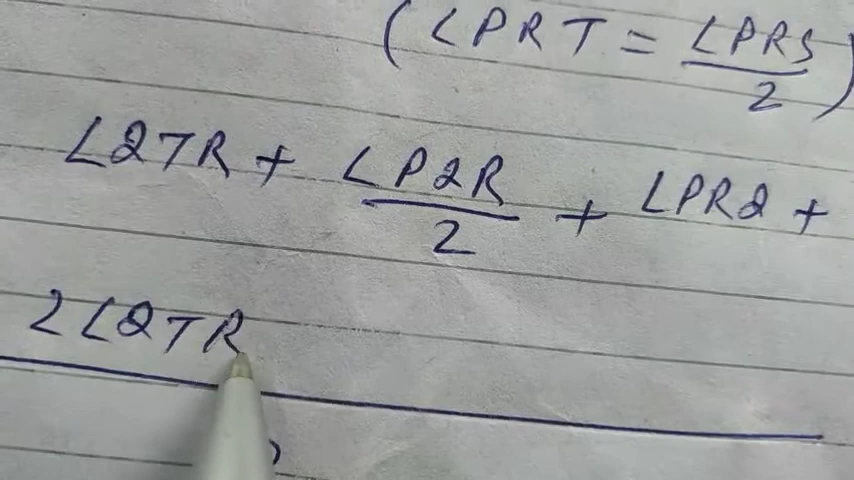 (∠PRT = ∠PRS/2)
∠QTR + ∠PQR/2 + ∠PRQ +
2∠QTR